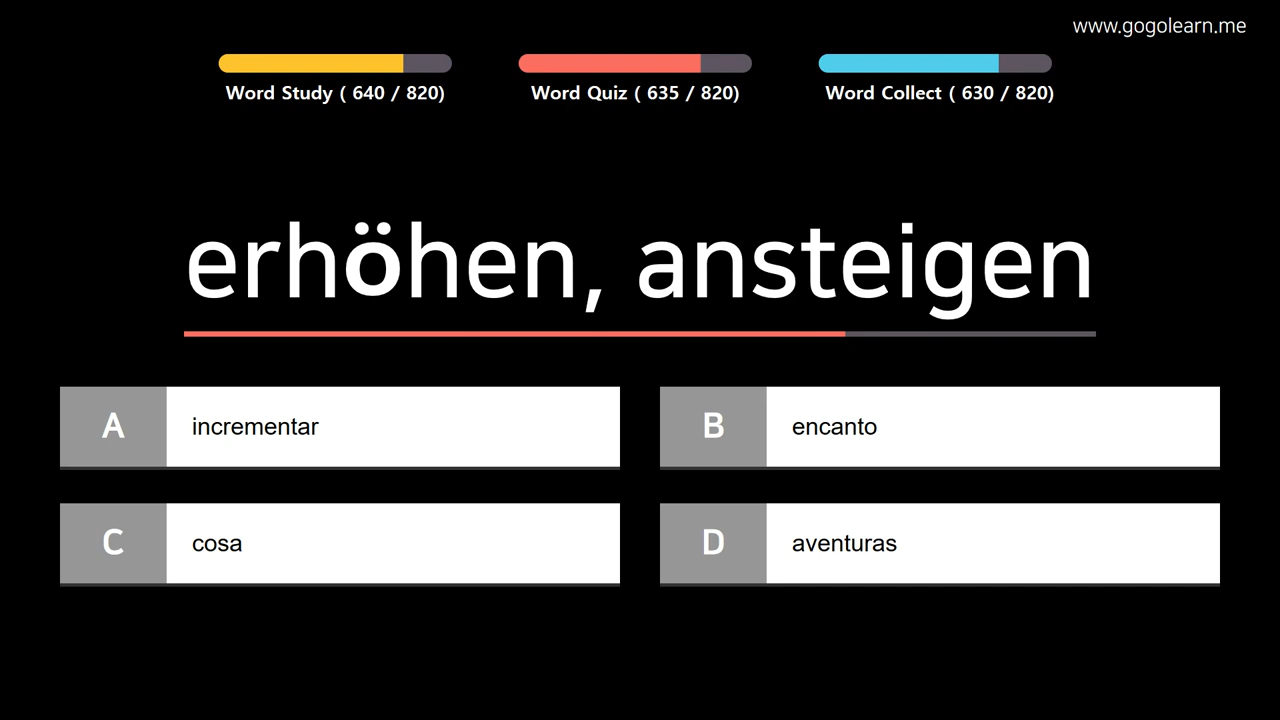 www.gogolearn.me
Word Study ( 640 / 820)
Word Quiz ( 635 / 820)
Word Collect ( 630 / 820)
erhöhen, ansteigen
A incrementar
B encanto
C cosa
D aventuras